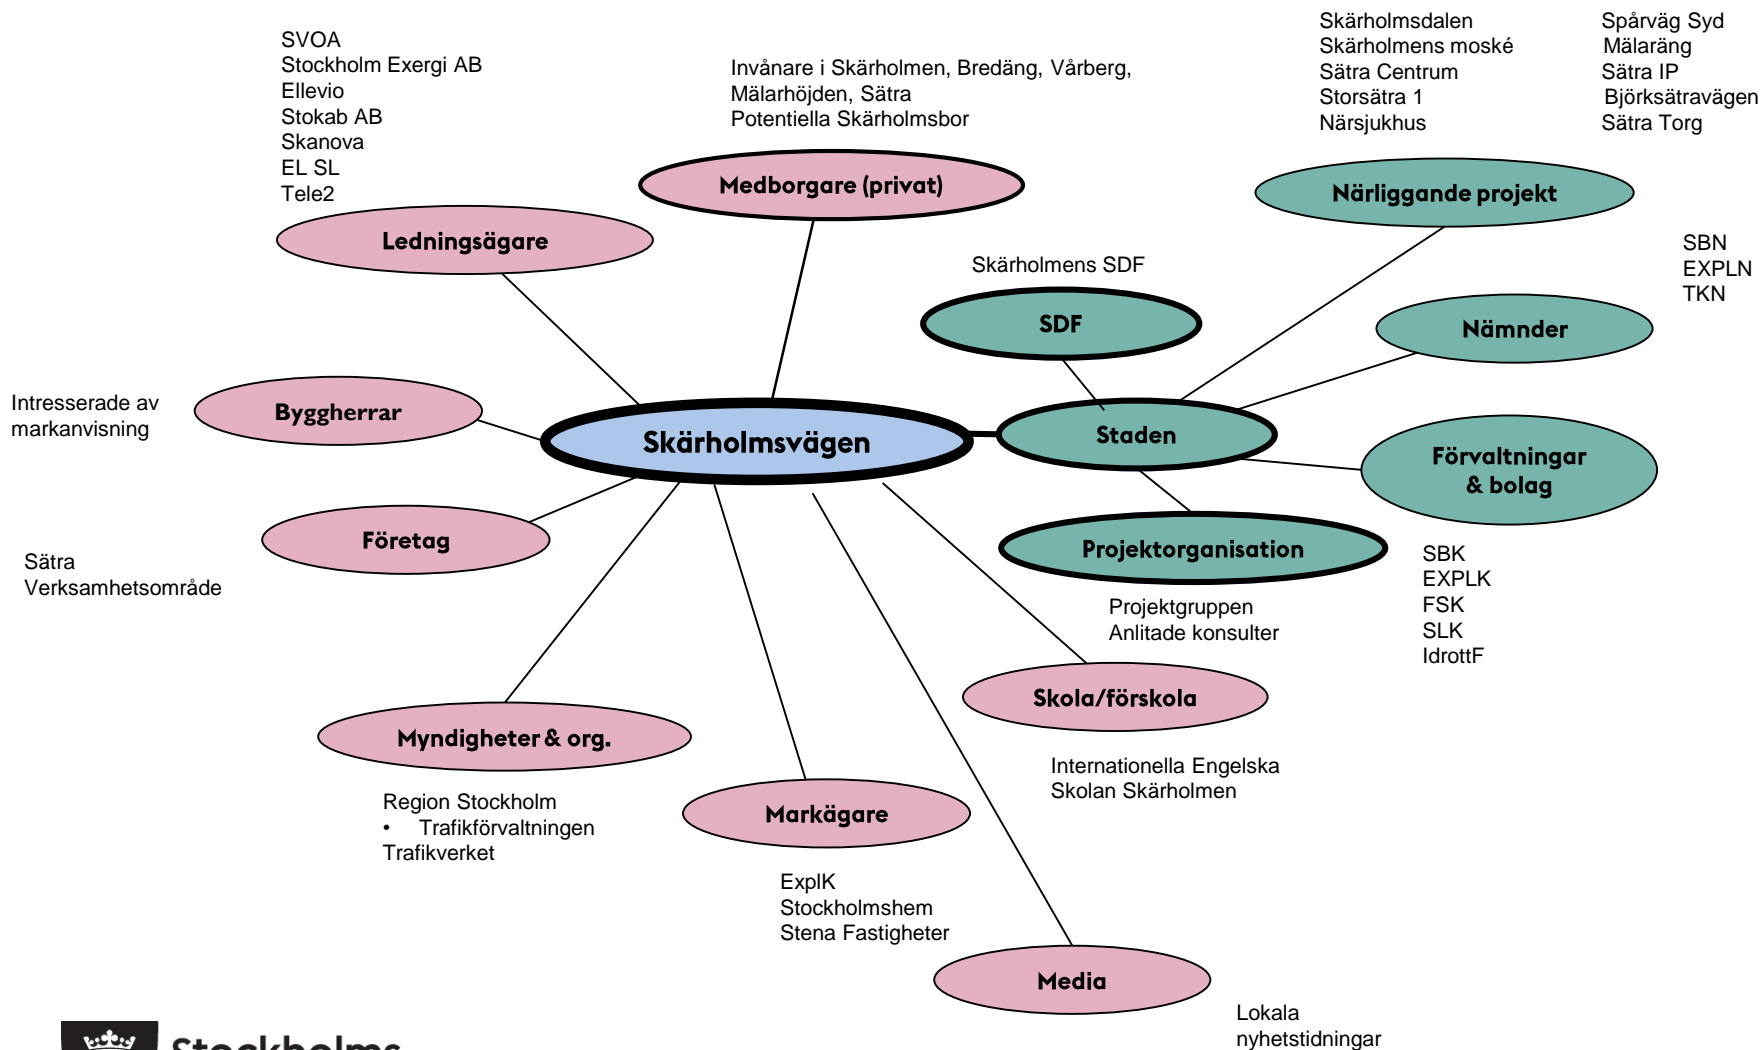 SVOA
Stockholm Exergi AB
Ellevio
Stokab AB
Skanova
EL SL
Tele2
Ledningsägare
Invånare i Skärholmen, Bredäng, Vårberg,
Mälarhöjden, Sätra
Potentiella Skärholmsbor
Medborgare (privat)
Skärholmsdalen
Skärholmens moské
Sätra Centrum
Storsätra 1
Närsjukhus
Spårväg Syd
Mälaräng
Sätra IP
Björksätravägen
Sätra Torg
Närliggande projekt
SBN
EXPLN
TKN
Nämnder
Skärholmens SDF
SDF
Intresserade av
markanvisning
Byggherrar
Skärholmsvägen
Staden
Förvaltningar
& bolag
SBK
EXPLK
FSK
SLK
IdrottF
Sätra
Verksamhetsområde
Företag
Projektorganisation
Projektgruppen
Anlitade konsulter
Skola/förskola
Internationella Engelska
Skolan Skärholmen
Myndigheter & org.
Region Stockholm
• Trafikförvaltningen
Trafikverket
Markägare
ExplK
Stockholmshem
Stena Fastigheter
Media
Lokala
nyhetstidningar
Stockholms